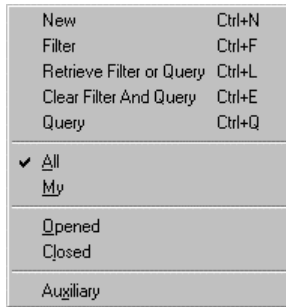 New Ctrl+N
Filter Ctrl+F
Retrieve Filter or Query Ctrl+L
Clear Filter And Query Ctrl+E
Query Ctrl+Q
All
My
Opened
Closed
Auxiliary